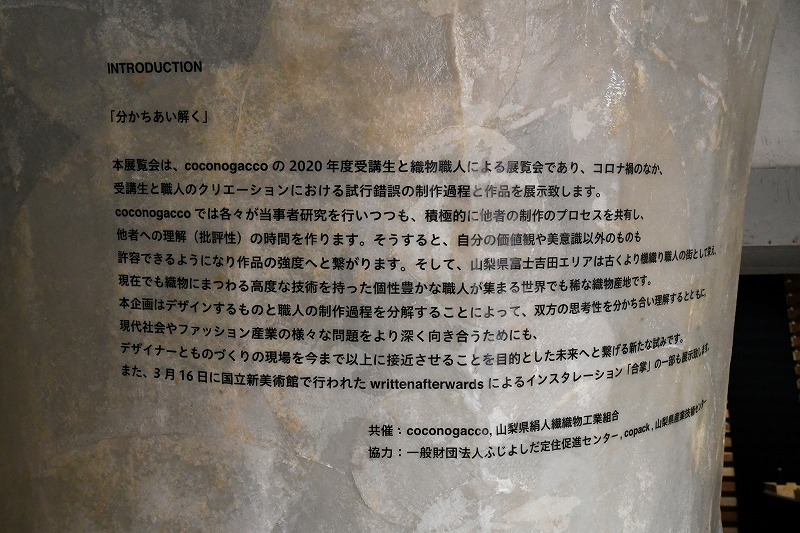 INTRODUCTION
「分かちあい解く」
本展覧会は、coconogacco の 2020 年度受講生と織物職人による展覧会であり、コロナ禍のなか、
受講生と職人のクリエーションにおける試行錯誤の制作過程と作品を展示致します。
coconogacco では各々が当事者研究を行いつつも、積極的に他者の制作のプロセスを共有し、
他者への理解（批評性）の時間を作ります。そうすると、自分の価値観や美意識以外のものも
許容できるようになり作品の強度へと繋がります。そして、山梨県富士吉田エリアは古くより機織り職人の街として栄え、
現在でも織物にまつわる高度な技術を持った個性豊かな職人が集まる世界でも稀な織物産地です。
本企画はデザインするものと職人の制作過程を分解することによって、双方の思考性を分かち合い理解するとともに、
現代社会やファッション産業の様々な問題をより深く向き合うためにも、
デザイナーとものづくりの現場を今まで以上に接近させることを目的とした未来へと繋げる新たな試みです。
また、3 月 16 日に国立新美術館で行われた writtenafterwards によるインスタレーション「合掌」の一部も展示致します。
共催：coconogacco, 山梨県絹人繊織物工業組合
協力：一般財団法人ふじよしだ定住促進センター, copack, 山梨県産業技術センター